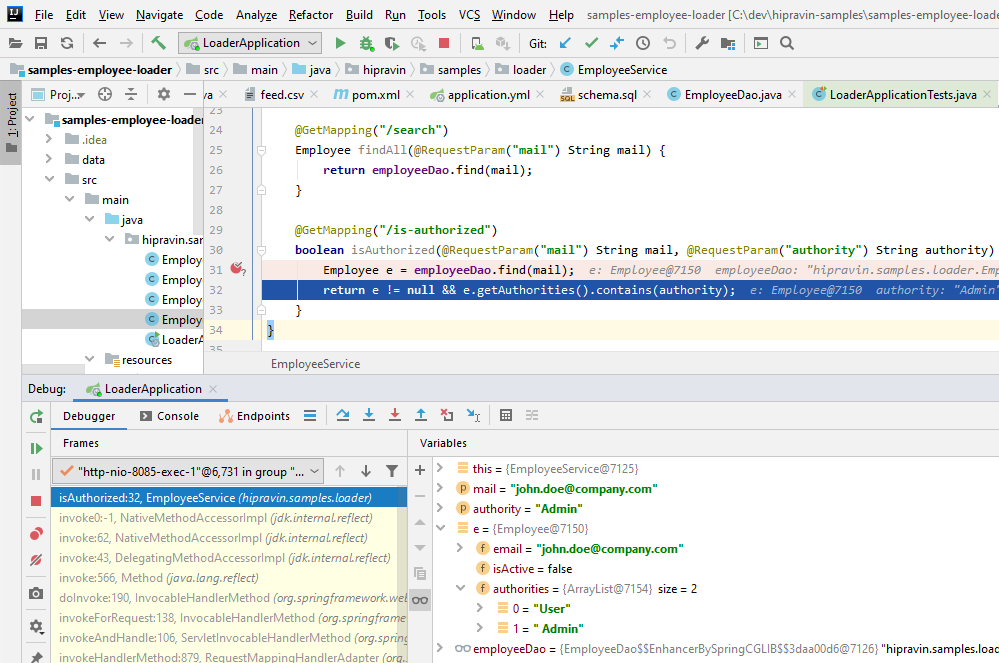 File Edit View Navigate Code Analyze Refactor Build Run Tools VCS Window Help samples-employee-loader [C:\dev\hipravin-samples\samples-employee-loade
LoaderApplication Git:
samples-employee-loader src main java hipravin samples loader EmployeeService
1: Project
Proj... va feed.csv pom.xml application.yml schema.sql EmployeeDao.java LoaderApplicationTests.java
samples-employee-loader
.idea
data
src
main
java
hipravin.sar
Employ
Employ
Employ
Employ
LoaderA
resources
23
24 @GetMapping("/search")
25 Employee findAll(@RequestParam("mail") String mail) {
26 return employeeDao.find(mail);
27 }
28
29 @GetMapping("/is-authorized")
30 boolean isAuthorized(@RequestParam("mail") String mail, @RequestParam("authority") String authority)
31 Employee e = employeeDao.find(mail); e: Employee@7150 employeeDao: "hipravin.samples.loader.Emp
32 return e != null && e.getAuthorities().contains(authority); e: Employee@7150 authority: "Admin"
33 }
34 }
35
EmployeeService
Debug: LoaderApplication
Debugger Console Endpoints
Frames
"http-nio-8085-exec-1"@6,731 in group "...
isAuthorized:32, EmployeeService (hipravin.samples.loader)
invoke0:-1, NativeMethodAccessorImpl (jdk.internal.reflect)
invoke:62, NativeMethodAccessorImpl (jdk.internal.reflect)
invoke:43, DelegatingMethodAccessorImpl (jdk.internal.reflect)
invoke:566, Method (java.lang.reflect)
doInvoke:190, InvocableHandlerMethod (org.springframework.web
invokeForRequest:138, InvocableHandlerMethod (org.springframe
invokeAndHandle:106, ServletInvocableHandlerMethod (org.spring
invokeHandlerMethod:879, RequestMappingHandlerAdapter (org.s
Variables
this = {EmployeeService@7125}
mail = "john.doe@company.com"
authority = "Admin"
e = {Employee@7150}
email = "john.doe@company.com"
isActive = false
authorities = {ArrayList@7154} size = 2
0 = "User"
1 = " Admin"
employeeDao = {EmployeeDao$$EnhancerBySpringCGLIB$$3daa00d6@7126} "hipravin.samples.loa